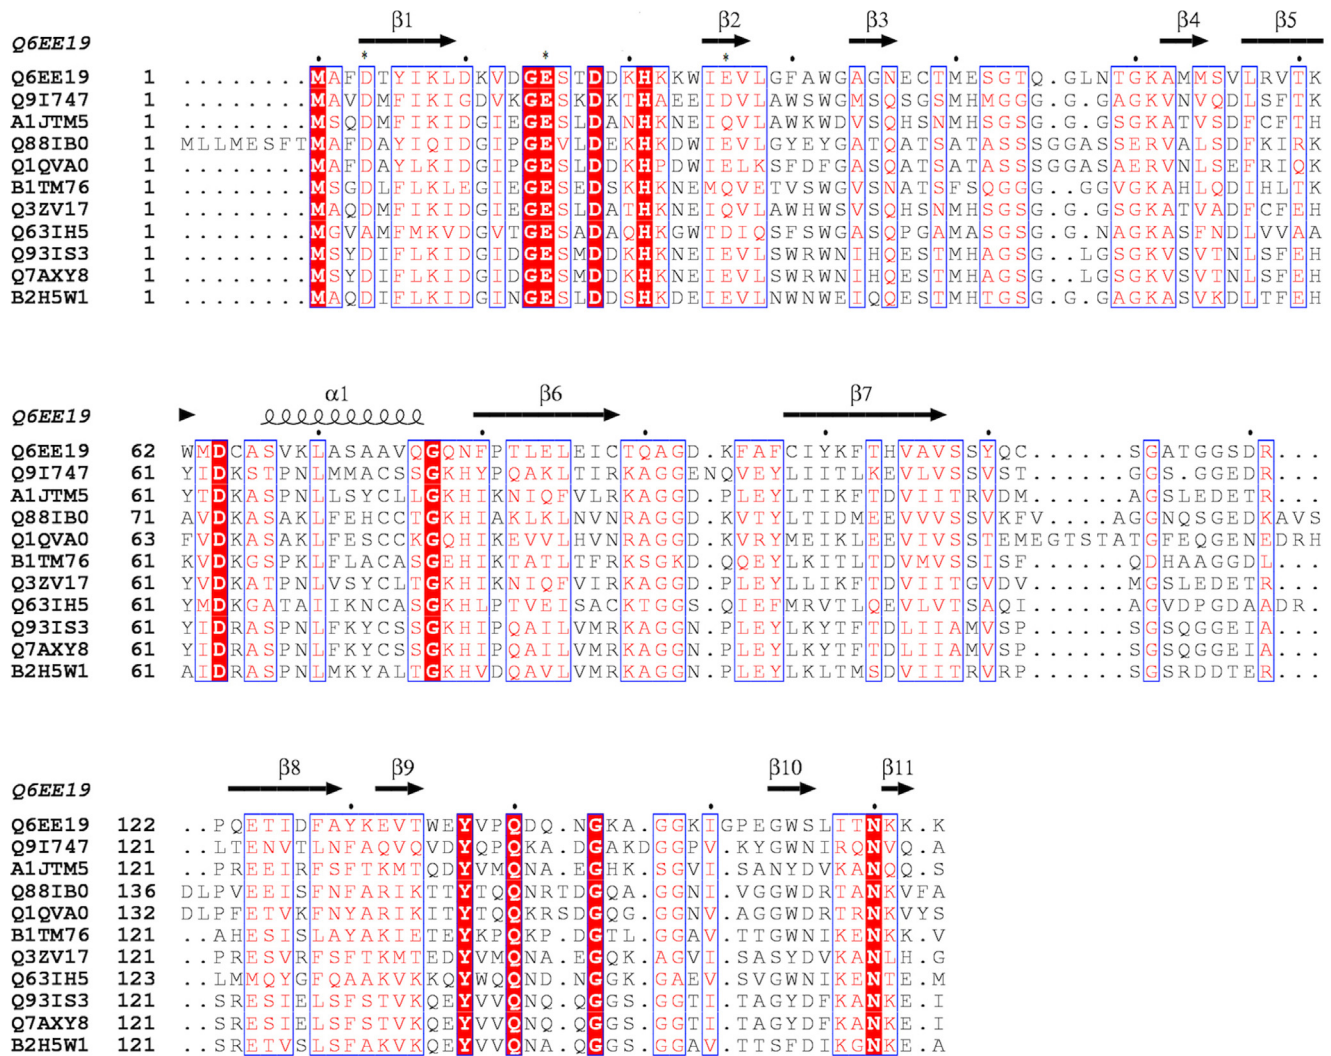 β1 β2 β3 β4 β5
Q6EE19
* * *
Q6EE19 1 ........MAFDTYIKLDKVDGESTDDKHKKWIEVLGFAWGAGNECTMESGTQ.GLNTGKAMMSVLRVTK
Q9I747 1 ........MAVDMFIKIGDVKGESKDKTHAEEIDVLAWSWGMSQSGSMHMGGG.G.GAGKVNVQDLSFTK
A1JTM5 1 ........MSQDMFIKIDGIEGESLDANHKNEIQVLAWKWDVSQHSNMHSGSG.G.GSGKATVSDFCFTH
Q88IB0 1 MLLMESFTMAFDAYIQIDGIPGEVLDEKHKDWIEVLGYEYGATQATSATASSSGGASSERVALSDFKIRK
Q1QVA0 1 ........MAFDAYLKIDGIPGESLDDKHPDWIELKSFDFGATQATSATASSSGGASAERVNLSEFRIQK
B1TM76 1 ........MSGDLFLKLEGIEGESEDSKHKNEMQVETVSWGVSNATSFSQGGG..GGVGKAHLQDIHLTK
Q3ZV17 1 ........MAQDMFIKIDGIEGESLDATHKNEIQVLAWHWSVSQHSNMHSGSG.G.GSGKATVADFCFEH
Q63IH5 1 ........MGVAMFMKVDGVTGESADAQHKGWTDIQSFSWGASQPGAMASGSG.G.NAGKASFNDLVVAA
Q93IS3 1 ........MSYDIFLKIDGIDGESMDDKHKNEIEVLSWRWNIHQESTMHAGSG..LGSGKVSVTNLSFEH
Q7AXY8 1 ........MSYDIFLKIDGIDGESMDDKHKNEIEVLSWRWNIHQESTMHAGSG..LGSGKVSVTNLSFEH
B2H5W1 1 ........MAQDIFLKIDGINGESLDDSHKDEIEVLNWNWEIQQESTMHTGSG.G.GAGKASVKDLTFEH
α1 β6 β7
Q6EE19
Q6EE19 62 WMDCASVKLASAAVQGQNFPTLELEICTQAGD.KFAFCIYKFTHVAVSSYQC......SGATGGSDR...
Q9I747 61 YIDKSTPNLMMACSSGKHYPQAKLTIRKAGGENQVEYLIITLKEVLVSSVST......GGS.GGED R...
A1JTM5 61 YTDKASPNLLSYCLLGKHIKNIQFVLRKAGGD.PLEYLTIKFTDVIITRVDM......AGSLEDETR...
Q88IB0 71 AVDKASAKLFEHCCTGKHIAKLKLNVNRAGGD.KVTYLTIDMEEVVVSSVKFV....AGGNQSGEDKAVS
Q1QVA0 63 FVDKASAKLFESCCKGQHIKEVVLHVNRAGGD.KVRYMEIKLEEVIVSSTEMEGTSTATGFEQGENEDRH
B1TM76 61 KVDKGSPKLFLACASGEHIKTATLTFRKSGKD.QQEYLKITLTDVMVSSISF......QDHAAGGDL...
Q3ZV17 61 YVDKATPNLVSYCLTGKHIKNIQFVIRKAGGD.PLEYLLIKFTDVIITGVDV......MGSLEDETR...
Q63IH5 61 YMDKGATAIIKNCASGKHLPTVEISACKTGGS.QIEFMRVTLQEVLVTSAQI......AGVDPGDAADR.
Q93IS3 61 YIDRASPNLFKYCSSGKHIPQAILVMRKAGGN.PLEYLKYTFTDLIIAMVSP......SGSQGGEIA...
Q7AXY8 61 YIDRASPNLFKYCSSGKHIPQAILVMRKAGGN.PLEYLKYTFTDLIIAMVSP......SGSQGGEIA...
B2H5W1 61 AIDRASPNLMKYALTGKHVDQAVLVMRKAGGN.PLEYLKLTMSDVIITRVRP......SGSRDDTER...
β8 β9 β10 β11
Q6EE19
Q6EE19 122 ..PQETIDFAYKEVTWEYVPQDQ.NGKA.GGKIGPEGWSLITNKK.K
Q9I747 121 ..LTENVTLNFAQVQVDYQPQKA.DGAKDGGPV.KYGWNIRQNVQ.A
A1JTM5 121 ..PREEIRFSFTKMTQDYVMQNA.EGHK.SGVI.SANYDVKANQQ.S
Q88IB0 136 DLPVEEISFNFARIKTTYTQQNRTDGQA.GGNI.VGGWDRTANKVFA
Q1QVA0 132 DLPFETVKFNYARIKITYTQQKRSDGQG.GGNV.AGGWDRTRNKVYS
B1TM76 121 ..AHESISLAYAKIETEYKPQKP.DGTL.GGAV.TTGWNIKENKK.V
Q3ZV17 121 ..PRESVRFSFTKMTEDYVMQNA.EGQK.AGVI.SASYDVKANLH.G
Q63IH5 123 ..LMMQYGFQAAKVKKQYWQQND.NGGK.GAEV.SVGWNIKENTE.M
Q93IS3 121 ..SRESIELSFSTVKQEYVVQNQ.QGGS.GGTI.TAGYDFKANKE.I
Q7AXY8 121 ..SRESIELSFSTVKQEYVVQNQ.QGGS.GGTI.TAGYDFKANKE.I
B2H5W1 121 ..SRETVSLSFAKVKQEYVVQNA.QGGS.GGAV.TTSFDIKGNKE.A